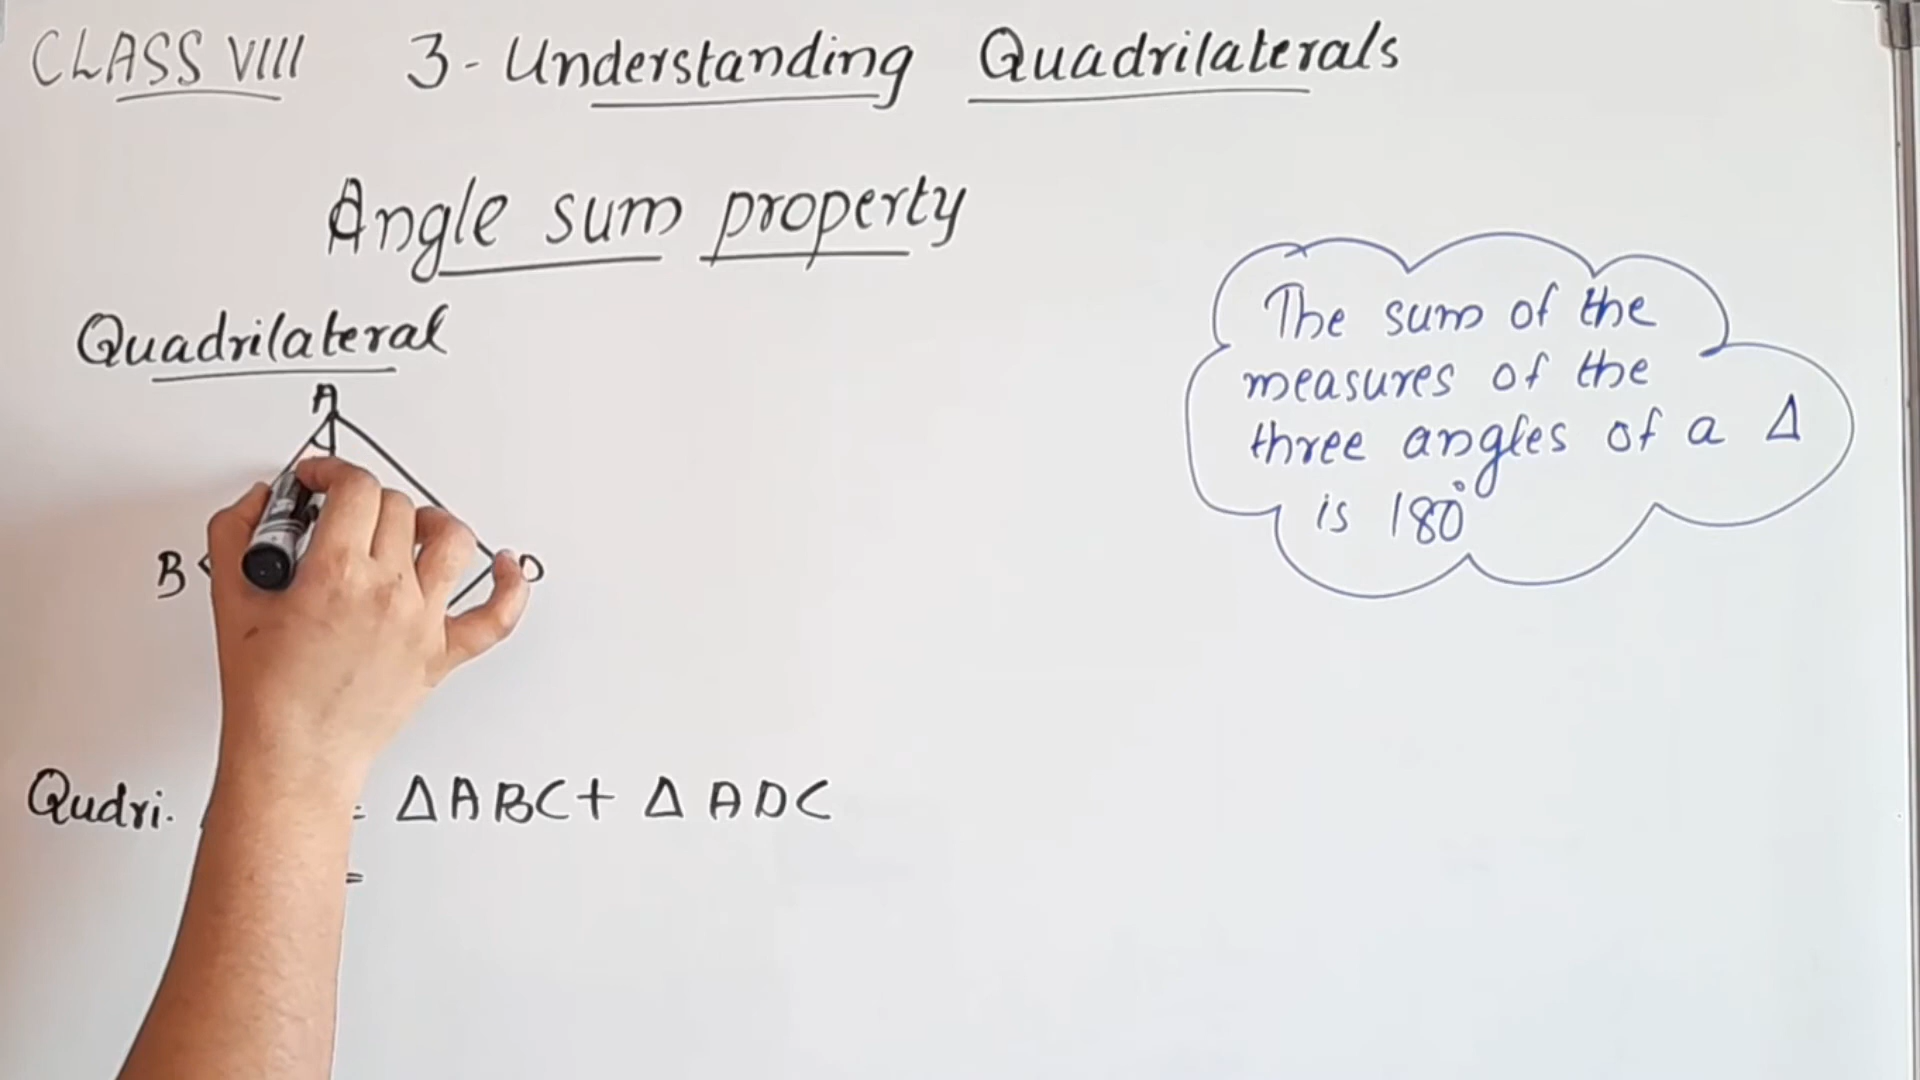 CLASS VIII 3 - Understanding Quadrilaterals
Angle sum property
Quadrilateral
A
B
D
The sum of the
measures of the
three angles of a Δ
is 180°
Qudri. = ΔABC + ΔADC
=